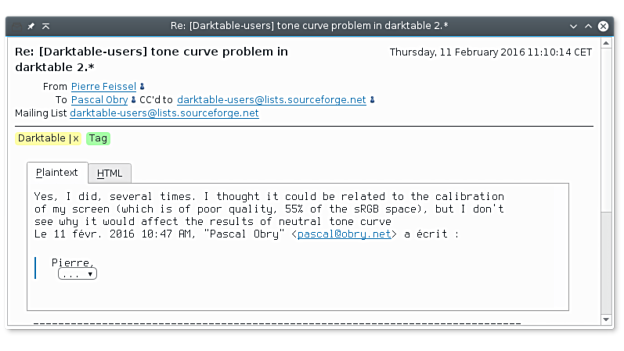 Re: [Darktable-users] tone curve problem in darktable 2.*
Re: [Darktable-users] tone curve problem in
darktable 2.*
Thursday, 11 February 2016 11:10:14 CET
From Pierre Feissel
To Pascal Obry CC'd to darktable-users@lists.sourceforge.net
Mailing List darktable-users@lists.sourceforge.net
Darktable |× Tag
Plaintext HTML
Yes, I did, several times. I thought it could be related to the calibration
of my screen (which is of poor quality, 55% of the sRGB space), but I don't
see why it would affect the results of neutral tone curve
Le 11 févr. 2016 10:47 AM, "Pascal Obry" <pascal@obry.net> a écrit :
Pierre,
...